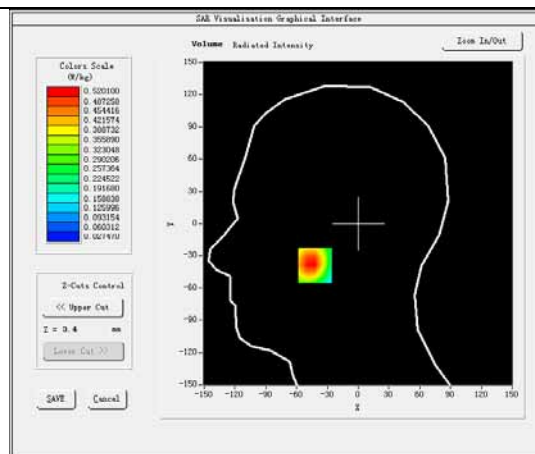 SAR Visualisation Graphical Interface
Volume Radiated Intensity
Zoom In/Out
Colors Scale
(W/kg)
0.520100
0.487258
0.454416
0.421574
0.388732
0.355890
0.323048
0.290206
0.257364
0.224522
0.191680
0.158838
0.125996
0.093154
0.060312
0.027470
Z-Cuts Control
<< Upper Cut
Z = 3.4 mm
Lower Cut >>
SAVE
Cancel
150
120
90
60
30
0
-30
-60
-90
-120
-150
Y
-150 -120 -90 -60 -30 0 30 60 90 120 150
X